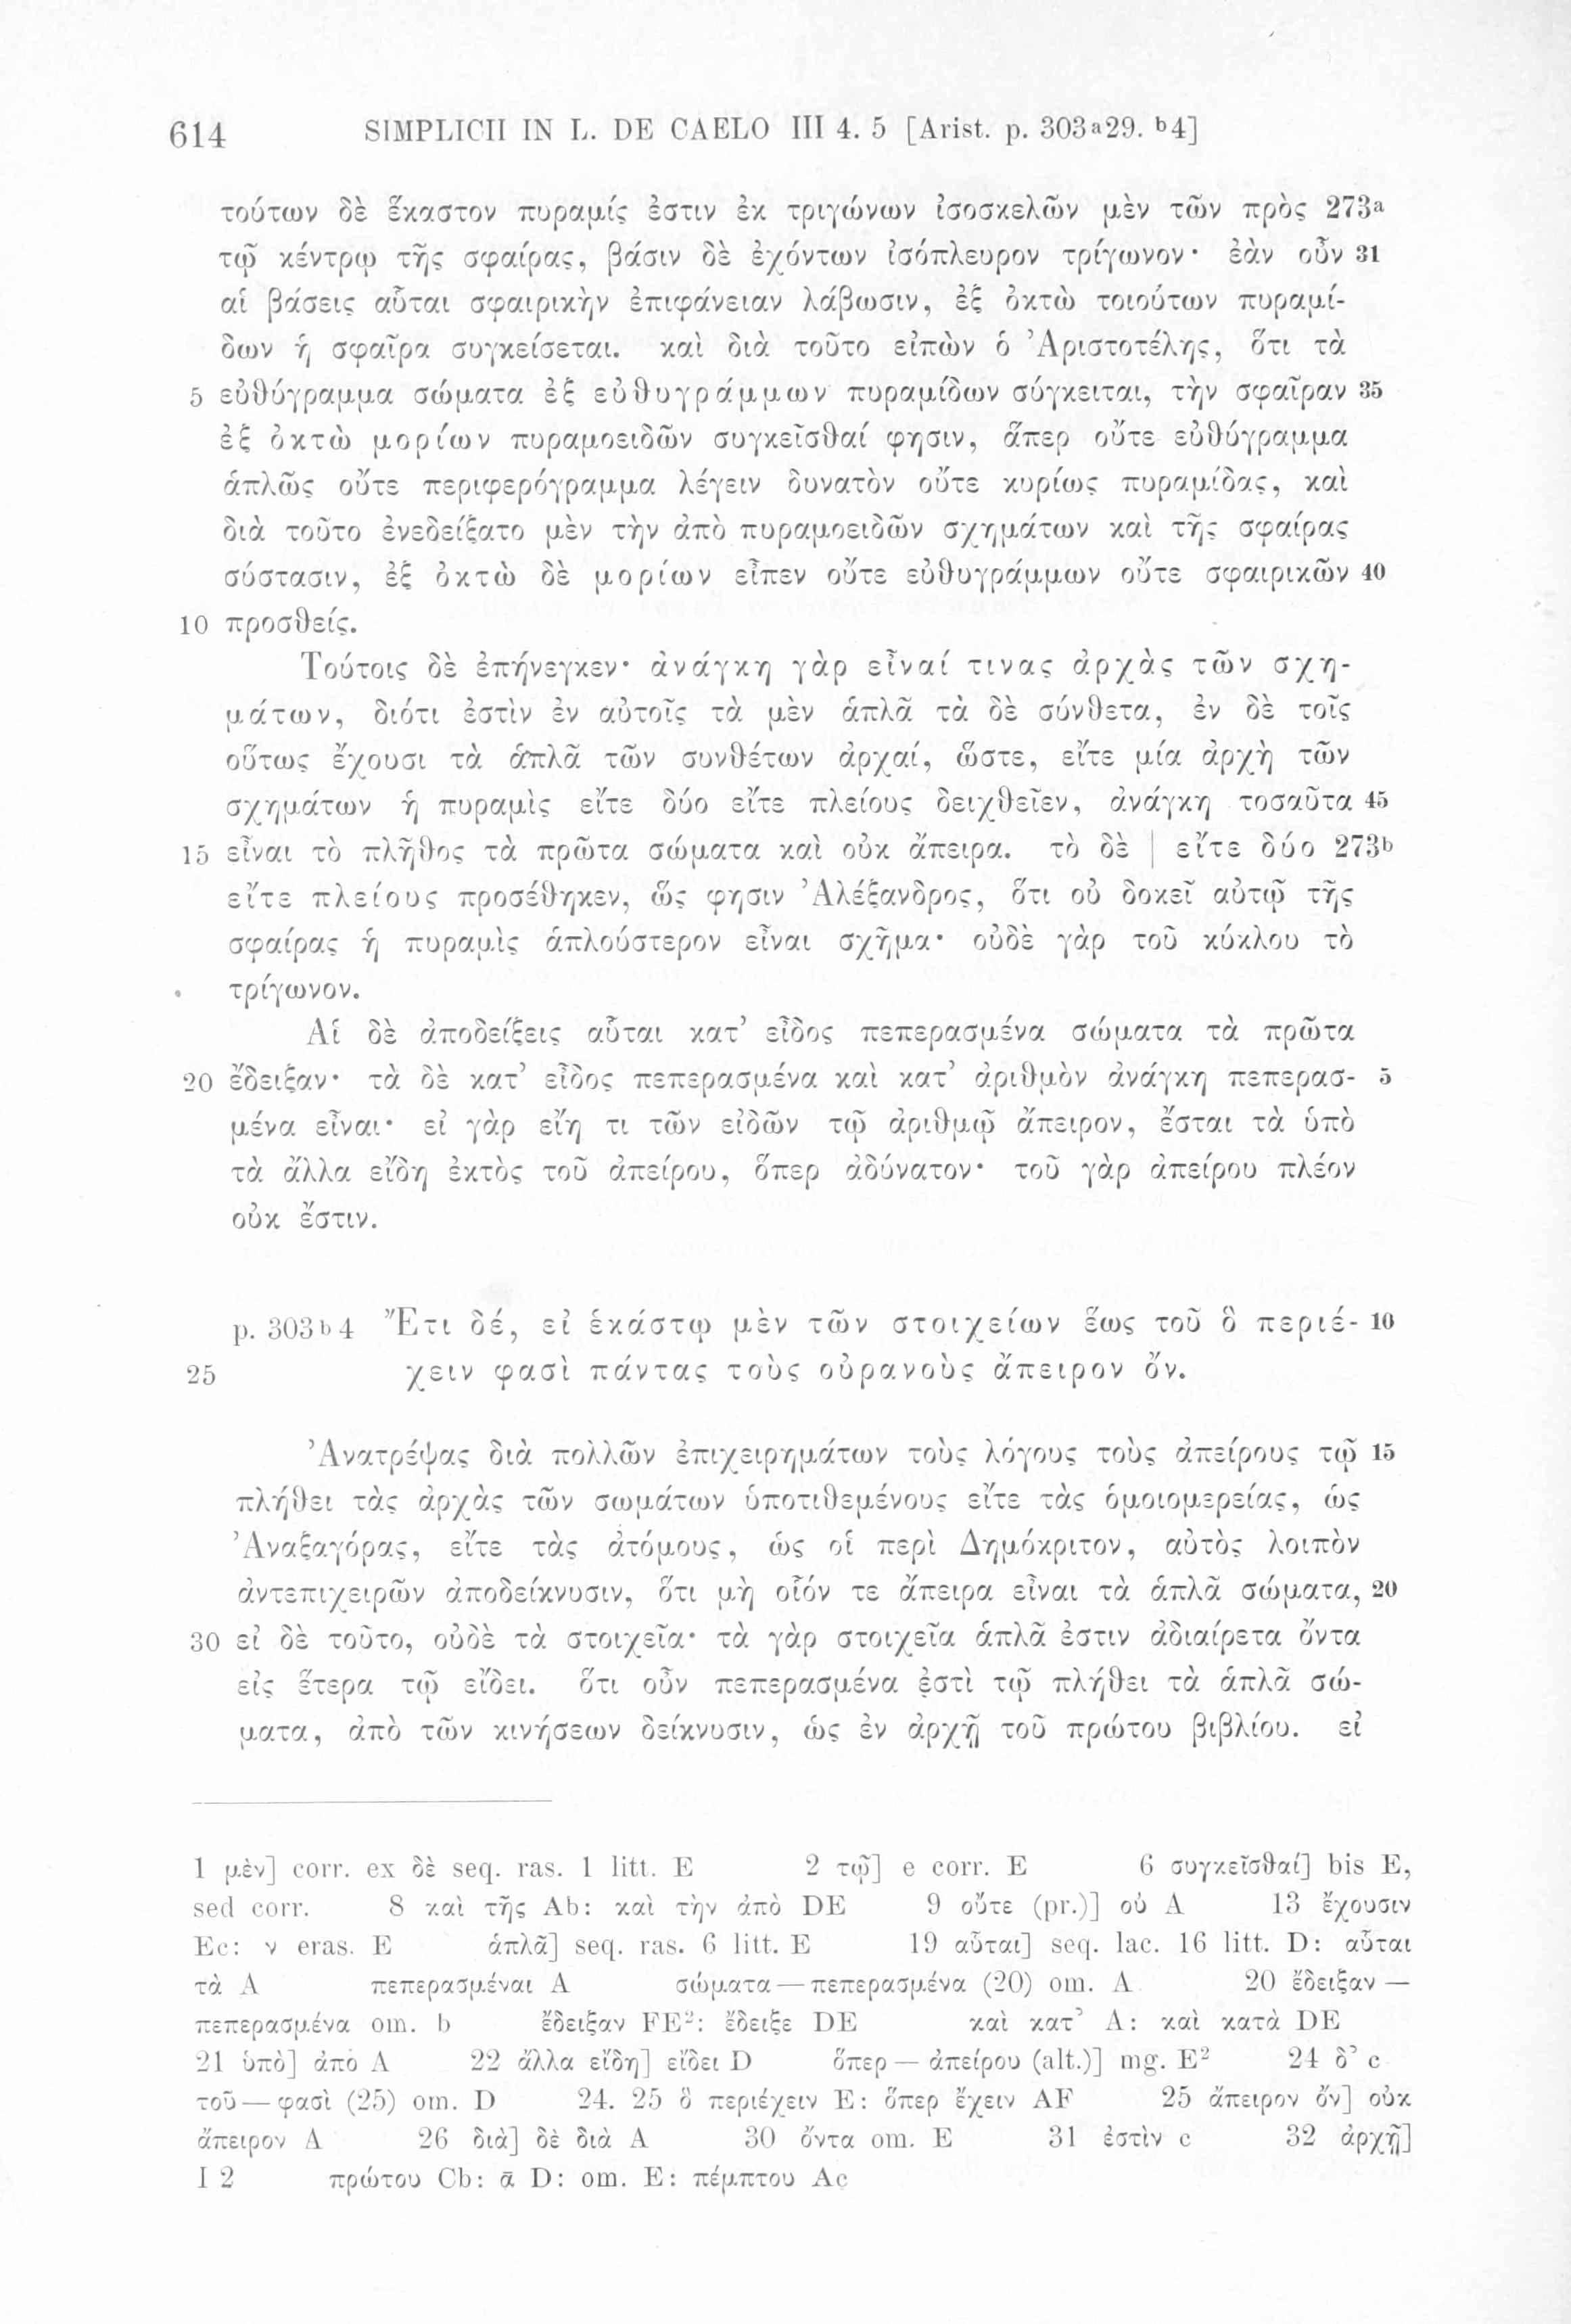 614 SIMPLICII IN L. DE CAELO III 4. 5 [Arist. p. 303a29. b4]
τούτων δὲ ἕκαστον πυραμίς ἐστιν ἐκ τριγώνων ἰσοσκελῶν μὲν τῶν πρὸς 273a
τῷ κέντρῳ τῆς σφαίρας, βάσιν δὲ ἐχόντων ἰσόπλευρον τρίγωνον· ἐὰν οὖν 31
αἱ βάσεις αὗται σφαιρικὴν ἐπιφάνειαν λάβωσιν, ἐξ ὀκτὼ τοιούτων πυραμί-
δων ἡ σφαῖρα συγκείσεται. καὶ διὰ τοῦτο εἰπὼν ὁ Ἀριστοτέλης, ὅτι τὰ
5 εὐθύγραμμα σώματα ἐξ εὐθυγράμμων πυραμίδων σύγκειται, τὴν σφαῖραν 35
ἐξ ὀκτὼ μορίων πυραμοειδῶν συγκεῖσθαί φησιν, ἅπερ οὔτε εὐθύγραμμα
ἁπλῶς οὔτε περιφερόγραμμα λέγειν δυνατὸν οὔτε κυρίως πυραμίδας, καὶ
διὰ τοῦτο ἐνεδείξατο μὲν τὴν ἀπὸ πυραμοειδῶν σχημάτων καὶ τῆς σφαίρας
σύστασιν, ἐξ ὀκτὼ δὲ μορίων εἶπεν οὔτε εὐθυγράμμων οὔτε σφαιρικῶν 40
10 προσθείς.
Τούτοις δὲ ἐπήνεγκεν· ἀνάγκη γὰρ εἶναί τινας ἀρχὰς τῶν σχη-
μάτων, διότι ἐστὶν ἐν αὐτοῖς τὰ μὲν ἁπλᾶ τὰ δὲ σύνθετα, ἐν δὲ τοῖς
οὕτως ἔχουσι τὰ ἁπλᾶ τῶν συνθέτων ἀρχαί, ὥστε, εἴτε μία ἀρχὴ τῶν
σχημάτων ἡ πυραμὶς εἴτε δύο εἴτε πλείους δειχθεῖεν, ἀνάγκη τοσαῦτα 45
15 εἶναι τὸ πλῆθος τὰ πρῶτα σώματα καὶ οὐκ ἄπειρα. τὸ δὲ | εἴτε δύο 273b
εἴτε πλείους προσέθηκεν, ὥς φησιν Ἀλέξανδρος, ὅτι οὐ δοκεῖ αὐτῷ τῆς
σφαίρας ἡ πυραμὶς ἁπλούστερον εἶναι σχῆμα· οὐδὲ γὰρ τοῦ κύκλου τὸ
τρίγωνον.
Αἱ δὲ ἀποδείξεις αὗται κατ’ εἶδος πεπερασμένα σώματα τὰ πρῶτα
20 ἔδειξαν· τὰ δὲ κατ’ εἶδος πεπερασμένα καὶ κατ’ ἀριθμὸν ἀνάγκη πεπερασ- 5
μένα εἶναι· εἰ γὰρ εἴη τι τῶν εἰδῶν τῷ ἀριθμῷ ἄπειρον, ἔσται τὰ ὑπὸ
τὰ ἄλλα εἴδη ἐκτὸς τοῦ ἀπείρου, ὅπερ ἀδύνατον· τοῦ γὰρ ἀπείρου πλέον
οὐκ ἔστιν.
p. 303b4 Ἔτι δέ, εἰ ἑκάστῳ μὲν τῶν στοιχείων ἕως τοῦ ὃ περιέ- 10
25 χειν φασὶ πάντας τοὺς οὐρανοὺς ἄπειρον ὄν.
Ἀνατρέψας διὰ πολλῶν ἐπιχειρημάτων τοὺς λόγους τοὺς ἀπείρους τῷ 15
πλήθει τὰς ἀρχὰς τῶν σωμάτων ὑποτιθεμένους εἴτε τὰς ὁμοιομερείας, ὡς
Ἀναξαγόρας, εἴτε τὰς ἀτόμους, ὡς οἱ περὶ Δημόκριτον, αὐτὸς λοιπὸν
ἀντεπιχειρῶν ἀποδείκνυσιν, ὅτι μὴ οἷόν τε ἄπειρα εἶναι τὰ ἁπλᾶ σώματα, 20
30 εἰ δὲ τοῦτο, οὐδὲ τὰ στοιχεῖα· τὰ γὰρ στοιχεῖα ἁπλᾶ ἐστιν ἀδιαίρετα ὄντα
εἰς ἕτερα τῷ εἴδει. ὅτι οὖν πεπερασμένα ἐστὶ τῷ πλήθει τὰ ἁπλᾶ σώ-
ματα, ἀπὸ τῶν κινήσεων δείκνυσιν, ὡς ἐν ἀρχῇ τοῦ πρώτου βιβλίου. εἰ
1 μὲν] corr. ex δὲ seq. ras. 1 litt. E 2 τῷ] e corr. E 6 συγκεῖσθαί] bis E,
sed corr. 8 καὶ τῆς Ab: καὶ τὴν ἀπὸ DE 9 οὔτε (pr.)] οὐ A 13 ἔχουσιν
Ec: ν eras. E ἁπλᾶ] seq. ras. 6 litt. E 19 αὗται] seq. lac. 16 litt. D: αὗται
τὰ A πεπερασμέναι A σώματα — πεπερασμένα (20) om. A 20 ἔδειξαν —
πεπερασμένα om. b ἔδειξαν FE²: ἔδειξε DE καὶ κατ’ A: καὶ κατὰ DE
21 ὑπὸ] ἀπὸ A 22 ἄλλα εἴδη] εἴδει D ὅπερ — ἀπείρου (alt.)] mg. E² 24 δ’ c
τοῦ — φασὶ (25) om. D 24. 25 ὃ περιέχειν E: ὅπερ ἔχειν AF 25 ἄπειρον ὄν] οὐκ
ἄπειρον A 26 διὰ] δὲ διὰ A 30 ὄντα om. E 31 ἐστὶν c 32 ἀρχῇ]
I 2 πρώτου Cb: ᾱ D: om. E: πέμπτου Ac